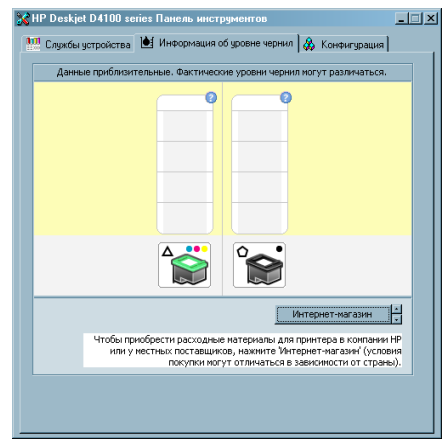 HP Deskjet D4100 series Панель инструментов
Службы устройства Информация об уровне чернил Конфигурация
Данные приблизительные. Фактические уровни чернил могут различаться.
? ?
Интернет-магазин
Чтобы приобрести расходные материалы для принтера в компании HP
или у местных поставщиков, нажмите 'Интернет-магазин' (условия
покупки могут отличаться в зависимости от страны).